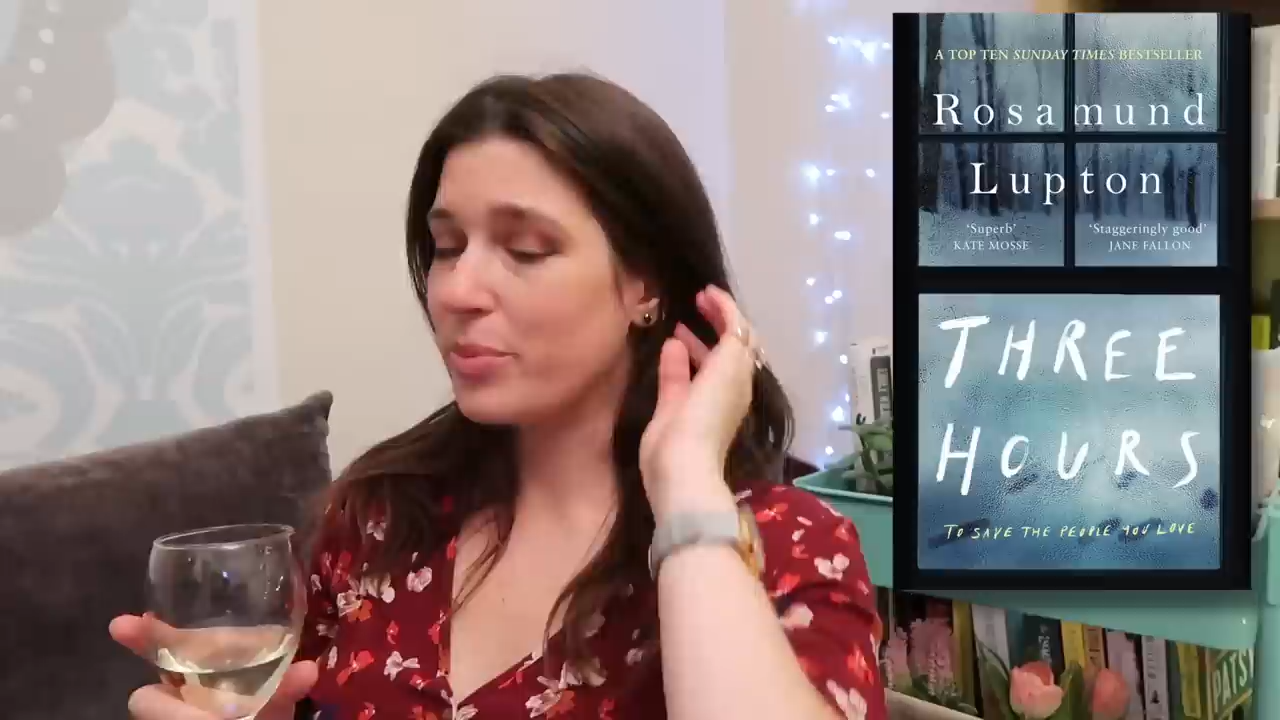 A TOP TEN SUNDAY TIMES BESTSELLER
Rosamund
Lupton
‘Superb’
KATE MOSSE
‘Staggeringly good’
JANE FALLON
THREE
HOURS
TO SAVE THE PEOPLE YOU LOVE
PATSY